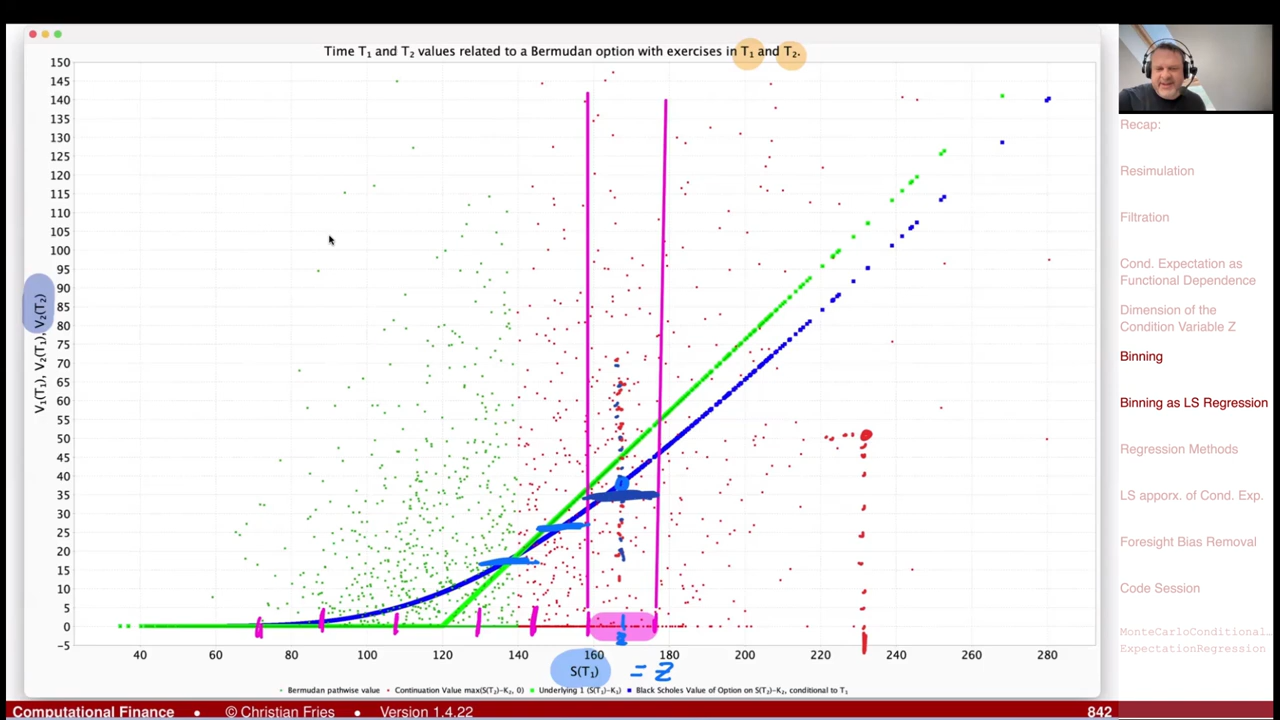 Time T₁ and T₂ values related to a Bermudan option with exercises in T₁ and T₂.
V₁(T₁), V₂(T₁), V₂(T₂)
150
145
140
135
130
125
120
115
110
105
100
95
90
85
80
75
70
65
60
55
50
45
40
35
30
25
20
15
10
5
0
−5
40 60 80 100 120 140 160 180 200 220 240 260 280
S(T₁) = Z
Bermudan pathwise value Continuation Value max(S(T₂)−K₂, 0) Underlying 1 (S(T₁)−K₁) Black Scholes Value of Option on S(T₂)−K₂, conditional to T₁
Recap:
Resimulation
Filtration
Cond. Expectation as
Functional Dependence
Dimension of the
Condition Variable Z
Binning
Binning as LS Regression
Regression Methods
LS apporx. of Cond. Exp.
Foresight Bias Removal
Code Session
MonteCarloConditional…
ExpectationRegression
Computational Finance • © Christian Fries • Version 1.4.22 842